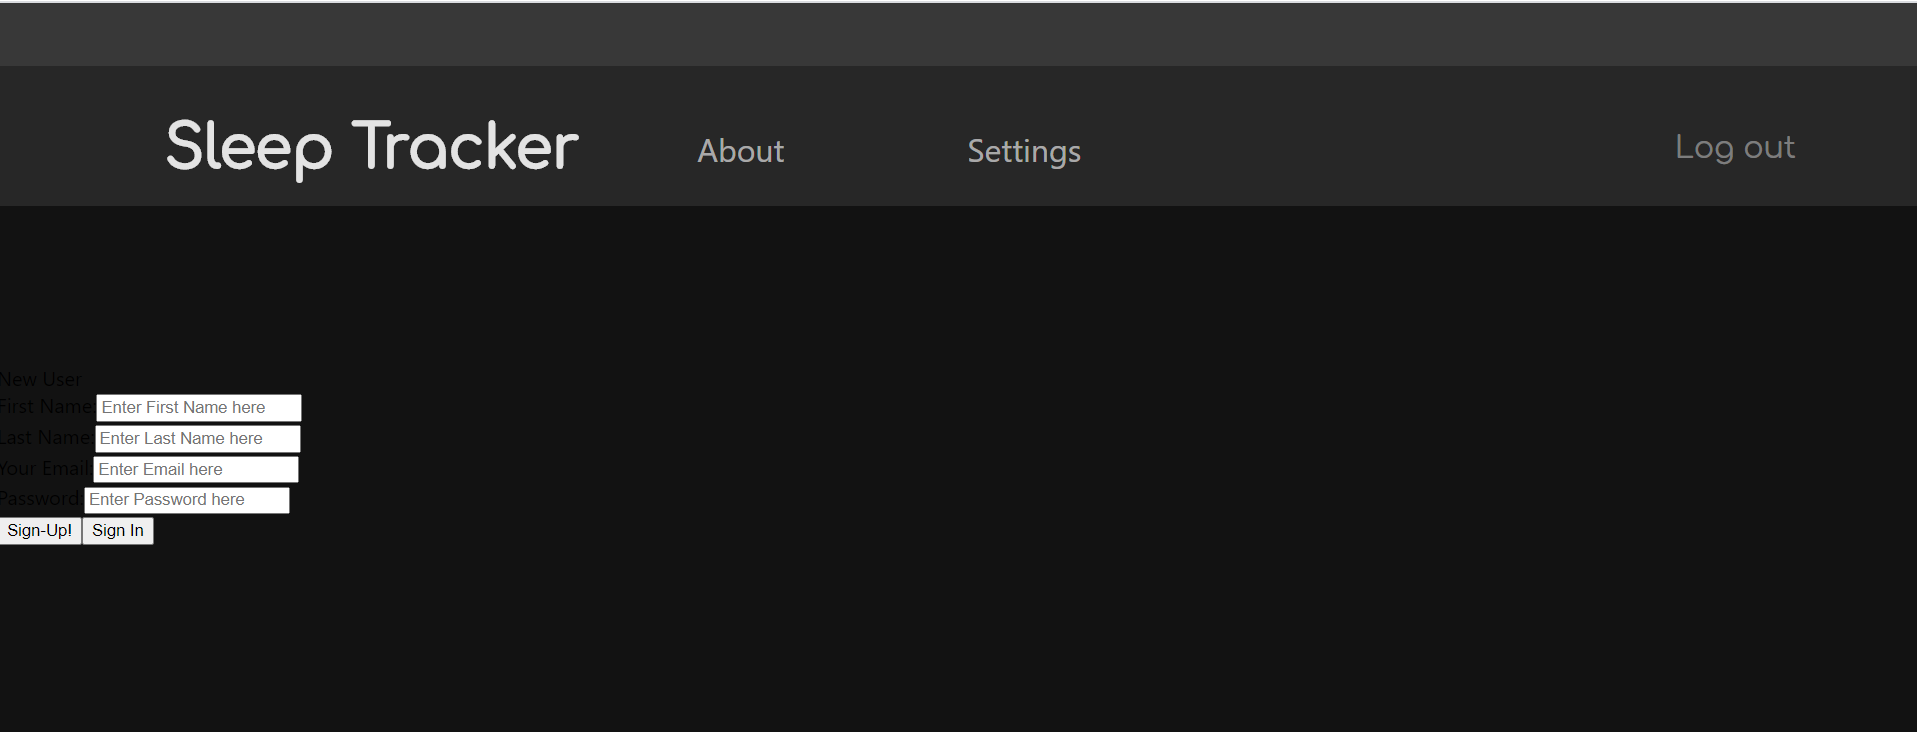 Sleep Tracker About Settings Log out
New User
First Name: Enter First Name here
Last Name: Enter Last Name here
Your Email: Enter Email here
Password: Enter Password here
Sign-Up! Sign In